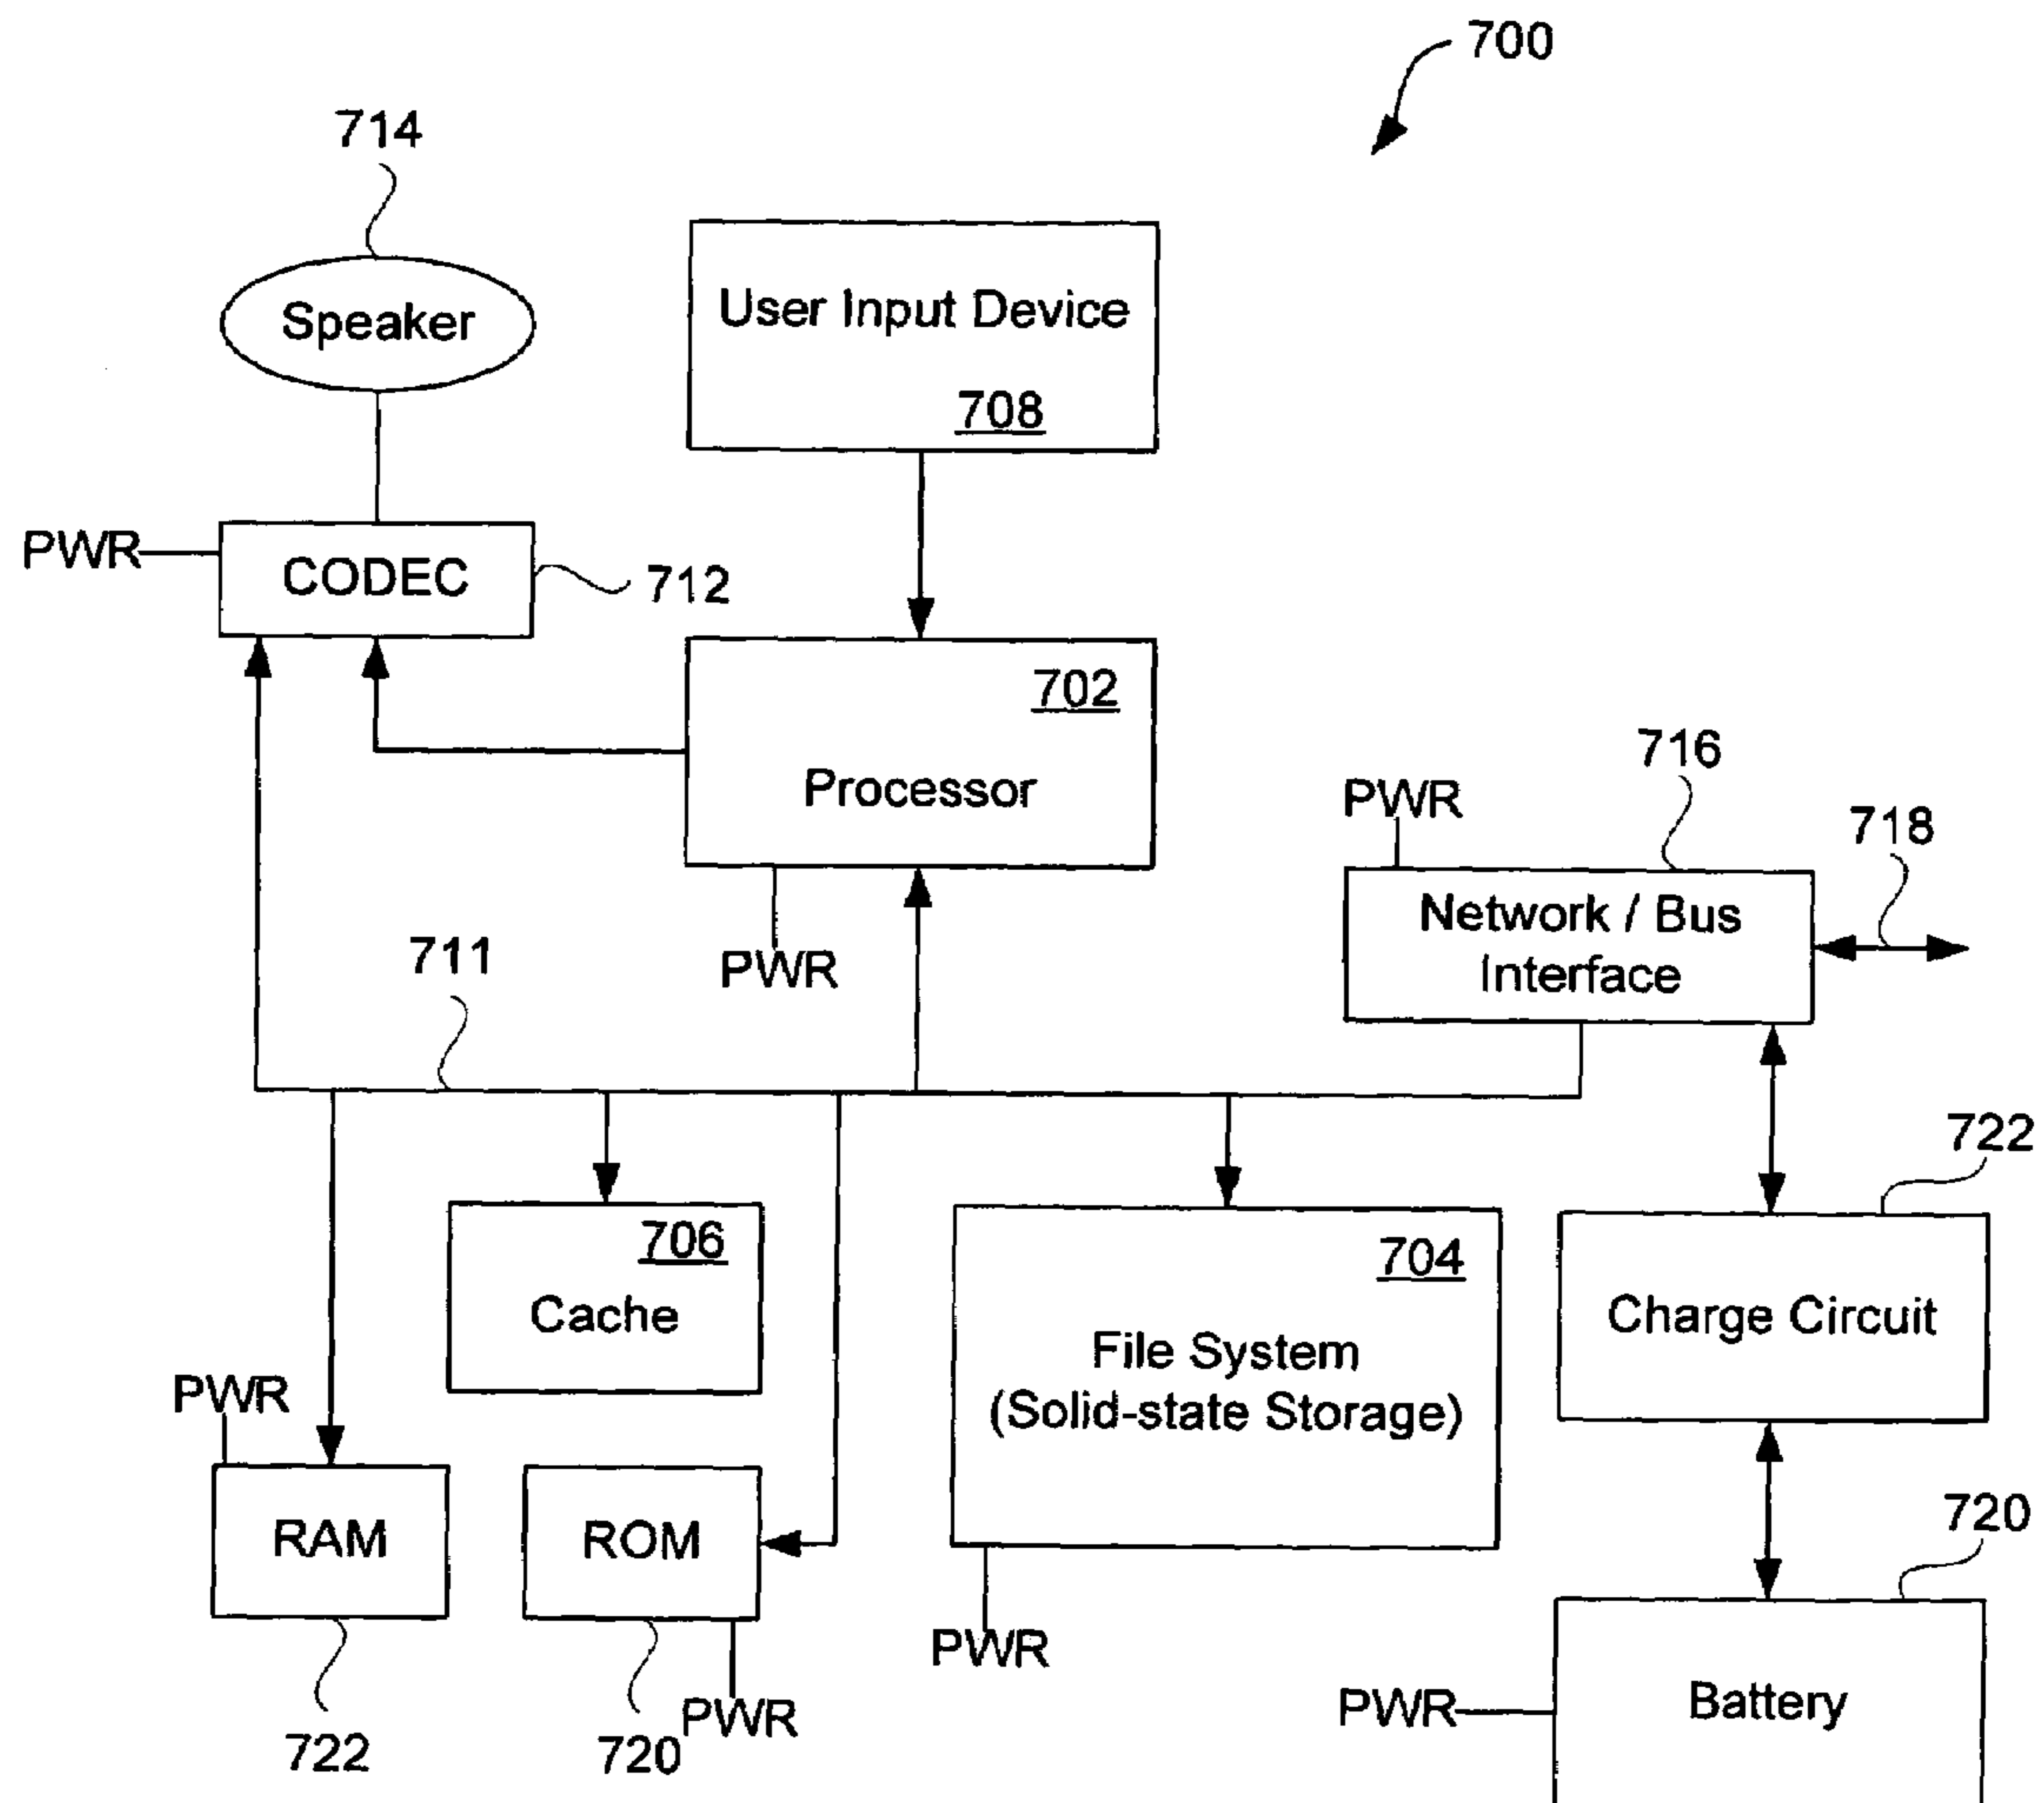 700
714
Speaker
User Input Device
708
PWR
CODEC
712
702
Processor
PWR
716
PWR
718
Network / Bus
Interface
711
722
706
Cache
704
File System
(Solid-state Storage)
Charge Circuit
PWR
RAM
ROM
720
PWR
PWR
Battery
PWR
722
720
PWR